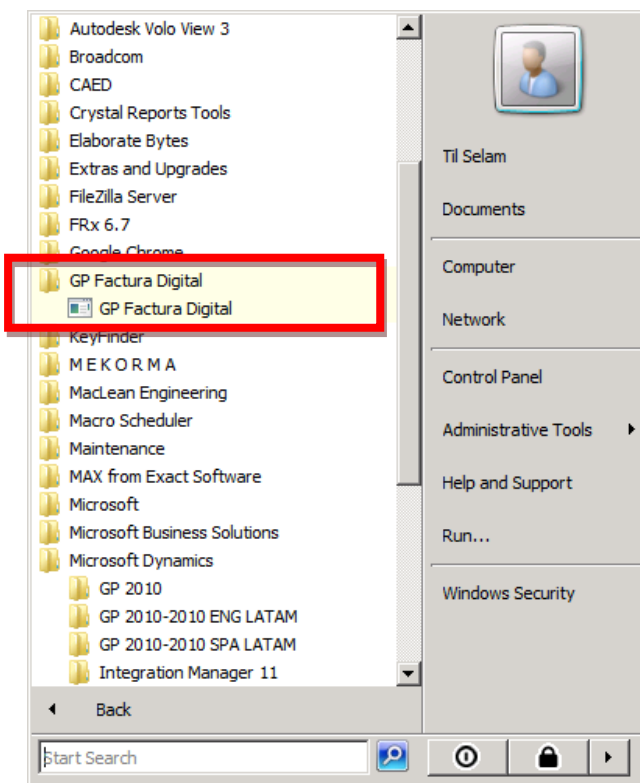 Autodesk Volo View 3
Broadcom
CAED
Crystal Reports Tools
Elaborate Bytes
Extras and Upgrades
FileZilla Server
FRx 6.7
Google Chrome
GP Factura Digital
GP Factura Digital
KeyFinder
M E K O R M A
MacLean Engineering
Macro Scheduler
Maintenance
MAX from Exact Software
Microsoft
Microsoft Business Solutions
Microsoft Dynamics
GP 2010
GP 2010-2010 ENG LATAM
GP 2010-2010 SPA LATAM
Integration Manager 11
Back
Start Search
Til Selam
Documents
Computer
Network
Control Panel
Administrative Tools
Help and Support
Run...
Windows Security